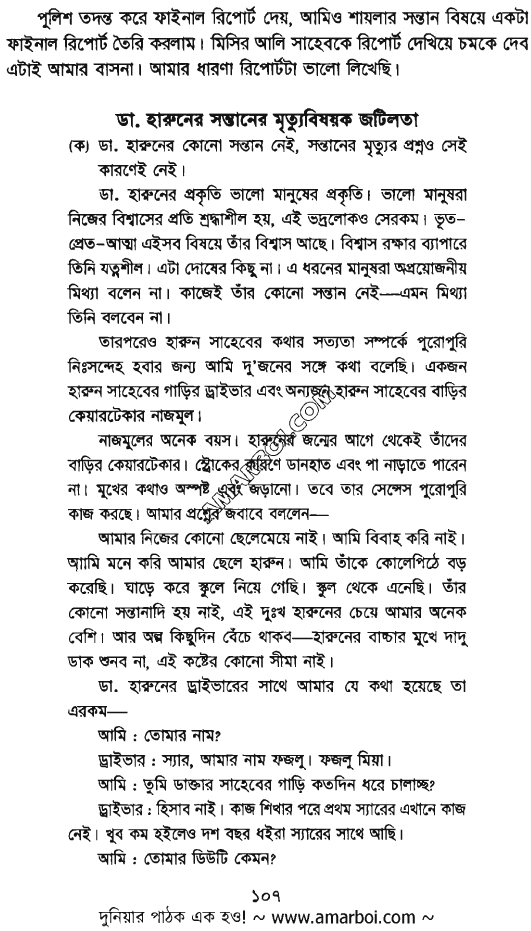 পুলিশ তদন্ত করে ফাইনাল রিপোর্ট দেয়, আমিও শায়লার সন্তান বিষয়ে একটা
ফাইনাল রিপোর্ট তৈরি করলাম। মিসির আলি সাহেবকে রিপোর্ট দেখিয়ে চমকে দেব
এটাই আমার বাসনা। আমার ধারণা রিপোর্টটা ভালো লিখেছি।
ডা. হারুনের সন্তানের মৃত্যুবিষয়ক জটিলতা
(ক) ডা. হারুনের কোনো সন্তান নেই, সন্তানের মৃত্যুর প্রশ্নও সেই
কারণেই নেই।
ডা. হারুনের প্রকৃতি ভালো মানুষের প্রকৃতি। ভালো মানুষরা
নিজের বিশ্বাসের প্রতি শ্রদ্ধাশীল হয়, এই ভদ্রলোকও সেরকম। ভূত-
প্রেত-আত্মা এইসব বিষয়ে তাঁর বিশ্বাস আছে। বিশ্বাস রক্ষার ব্যাপারে
তিনি যত্নশীল। এটা দোষের কিছু না। এ ধরনের মানুষরা অপ্রয়োজনীয়
মিথ্যা বলেন না। কাজেই তাঁর কোনো সন্তান নেই—এমন মিথ্যা
তিনি বলবেন না।
তারপরেও হারুন সাহেবের কথার সত্যতা সম্পর্কে পুরোপুরি
নিঃসন্দেহ হবার জন্য আমি দু'জনের সঙ্গে কথা বলেছি। একজন
হারুন সাহেবের গাড়ির ড্রাইভার এবং অন্যজন হারুন সাহেবের বাড়ির
কেয়ারটেকার নাজমুল।
নাজমুলের অনেক বয়স। হারুনের জন্মের আগে থেকেই তাঁদের
বাড়ির কেয়ারটেকার। স্ট্রোকের কারণে ডানহাত এবং পা নাড়াতে পারেন
না। মুখের কথাও অস্পষ্ট এবং জড়ানো। তবে তার সেন্সেস পুরোপুরি
কাজ করছে। আমার প্রশ্নের জবাবে বললেন—
আমার নিজের কোনো ছেলেমেয়ে নাই। আমি বিবাহ করি নাই।
আমি মনে করি আমার ছেলে হারুন। আমি তাঁকে কোলেপিঠে বড়
করেছি। ঘাড়ে করে স্কুলে নিয়ে গেছি। স্কুল থেকে এনেছি। তাঁর
কোনো সন্তানাদি হয় নাই, এই দুঃখ হারুনের চেয়ে আমার অনেক
বেশি। আর অল্প কিছুদিন বেঁচে থাকব—হারুনের বাচ্চার মুখে দাদু
ডাক শুনব না, এই কষ্টের কোনো সীমা নাই।
ডা. হারুনের ড্রাইভারের সাথে আমার যে কথা হয়েছে তা
এরকম—
আমি : তোমার নাম?
ড্রাইভার : স্যার, আমার নাম ফজলু। ফজলু মিয়া।
আমি : তুমি ডাক্তার সাহেবের গাড়ি কতদিন ধরে চালাচ্ছ?
ড্রাইভার : হিসাব নাই। কাজ শিখার পরে প্রথম স্যারের এখানে কাজ
নেই। খুব কম হইলেও দশ বছর ধইরা স্যারের সাথে আছি।
আমি : তোমার ডিউটি কেমন?
১০৭
দুনিয়ার পাঠক এক হও! ~ www.amarboi.com ~
AMARBOI.COM